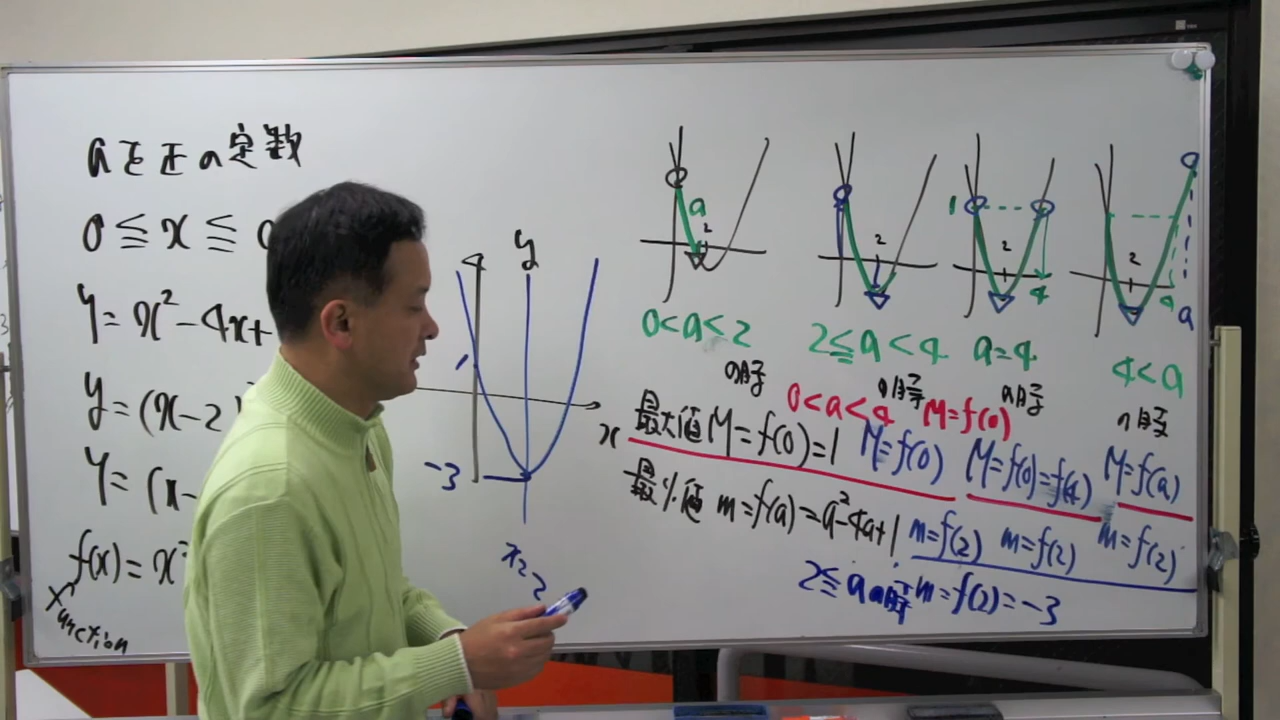 aを正の定数
0≦x≦
y=x²-4x+
y=(x-2)
y=(x-
f(x)=x²
function
y
1
-3
x
x=2
a
2
0<a<2
の時
2
2≦a<4
の時
1
2
4
a=4
の時
2
4
a
4<a
の時
0<a<4 M=f(0)
最大値 M=f(0)=1 M=f(0) M=f(0)=f(4) M=f(a)
最小値 m=f(a)=a²-4a+1 m=f(2) m=f(2) m=f(2)
2≦aの時 m=f(2)=-3